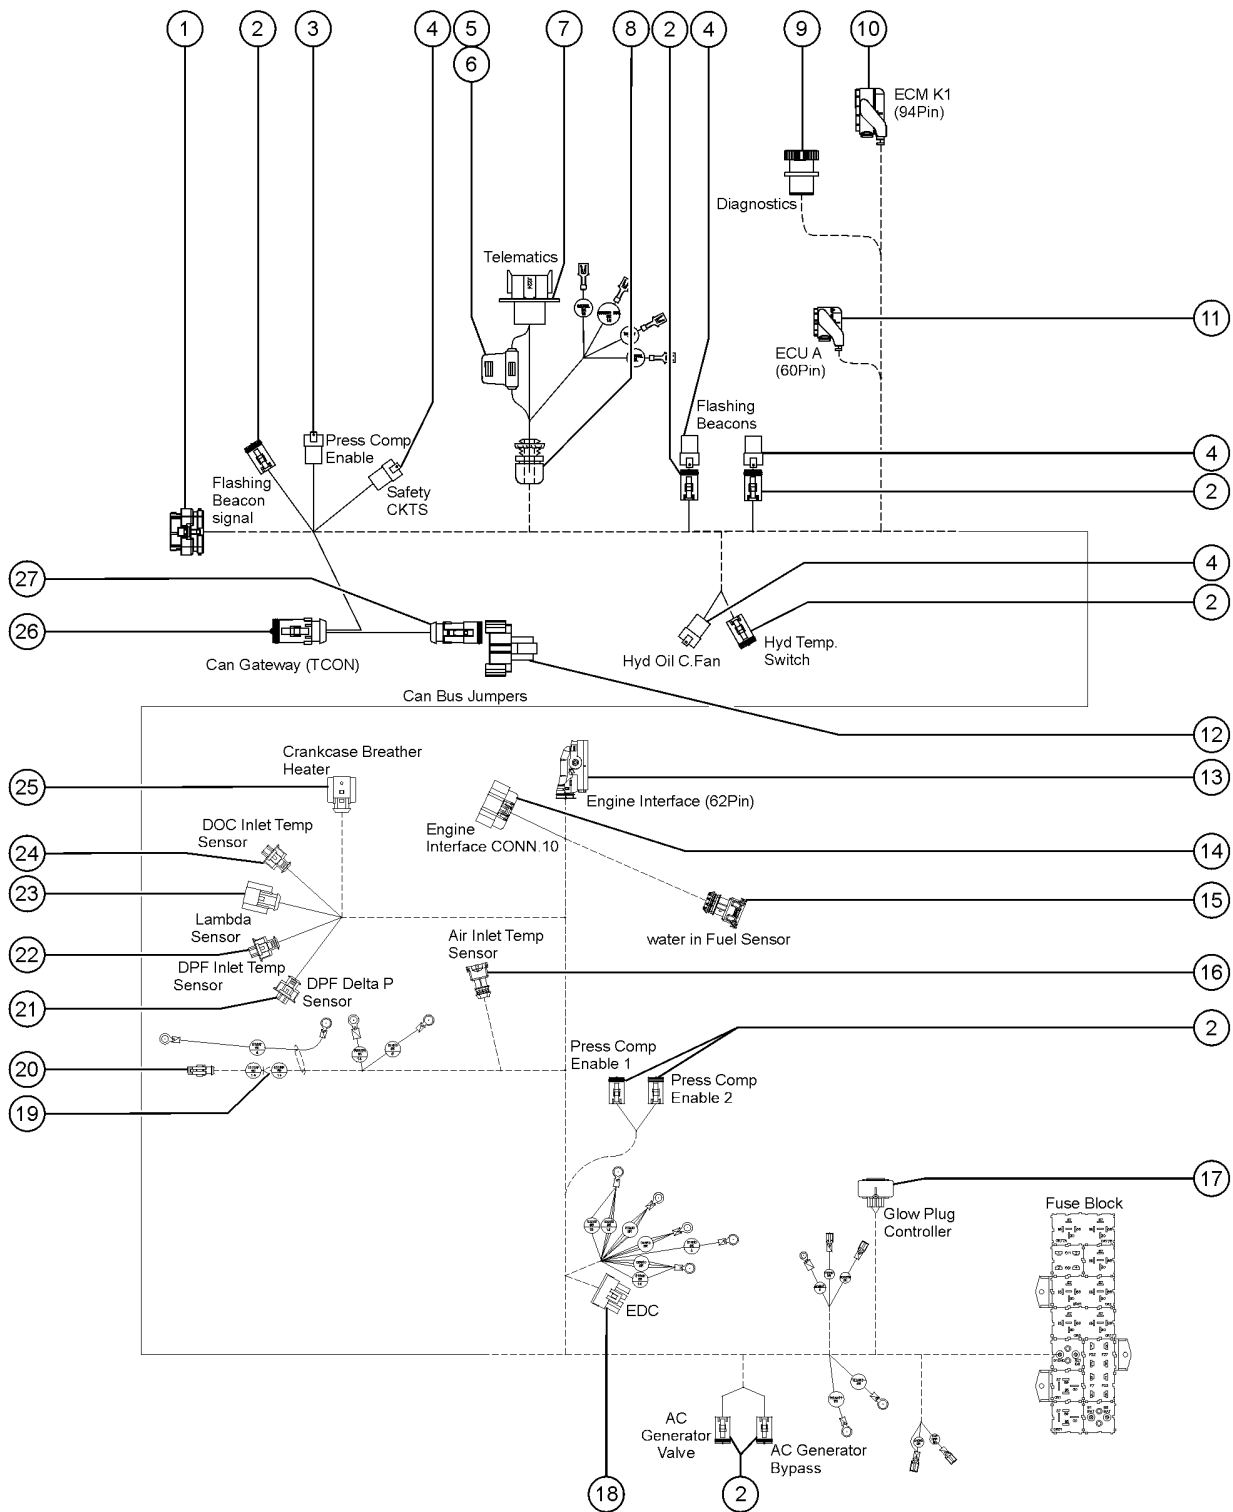 1
2
3
4
5
6
7
8
2
4
9
10
ECM K1
(94Pin)
Diagnostics
Telematics
11
ECU A
(60Pin)
Flashing
Beacons
Press Comp
Enable
4
Flashing
Beacon
signal
Safety
CKTS
2
27
4
26
2
Can Gateway (TCON)
Hyd Oil C.Fan
Hyd Temp.
Switch
Can Bus Jumpers
12
Crankcase Breather
Heater
25
13
Engine Interface (62Pin)
DOC Inlet Temp
Sensor
Engine
Interface CONN.10
24
14
23
15
Lambda
Sensor
Air Inlet Temp
Sensor
water in Fuel Sensor
22
DPF Inlet Temp
Sensor
16
DPF Delta P
Sensor
21
2
Press Comp
Enable 1
20
Press Comp
Enable 2
19
17
Glow Plug
Controller
Fuse Block
EDC
AC
Generator
Valve
AC Generator
Bypass
18
2